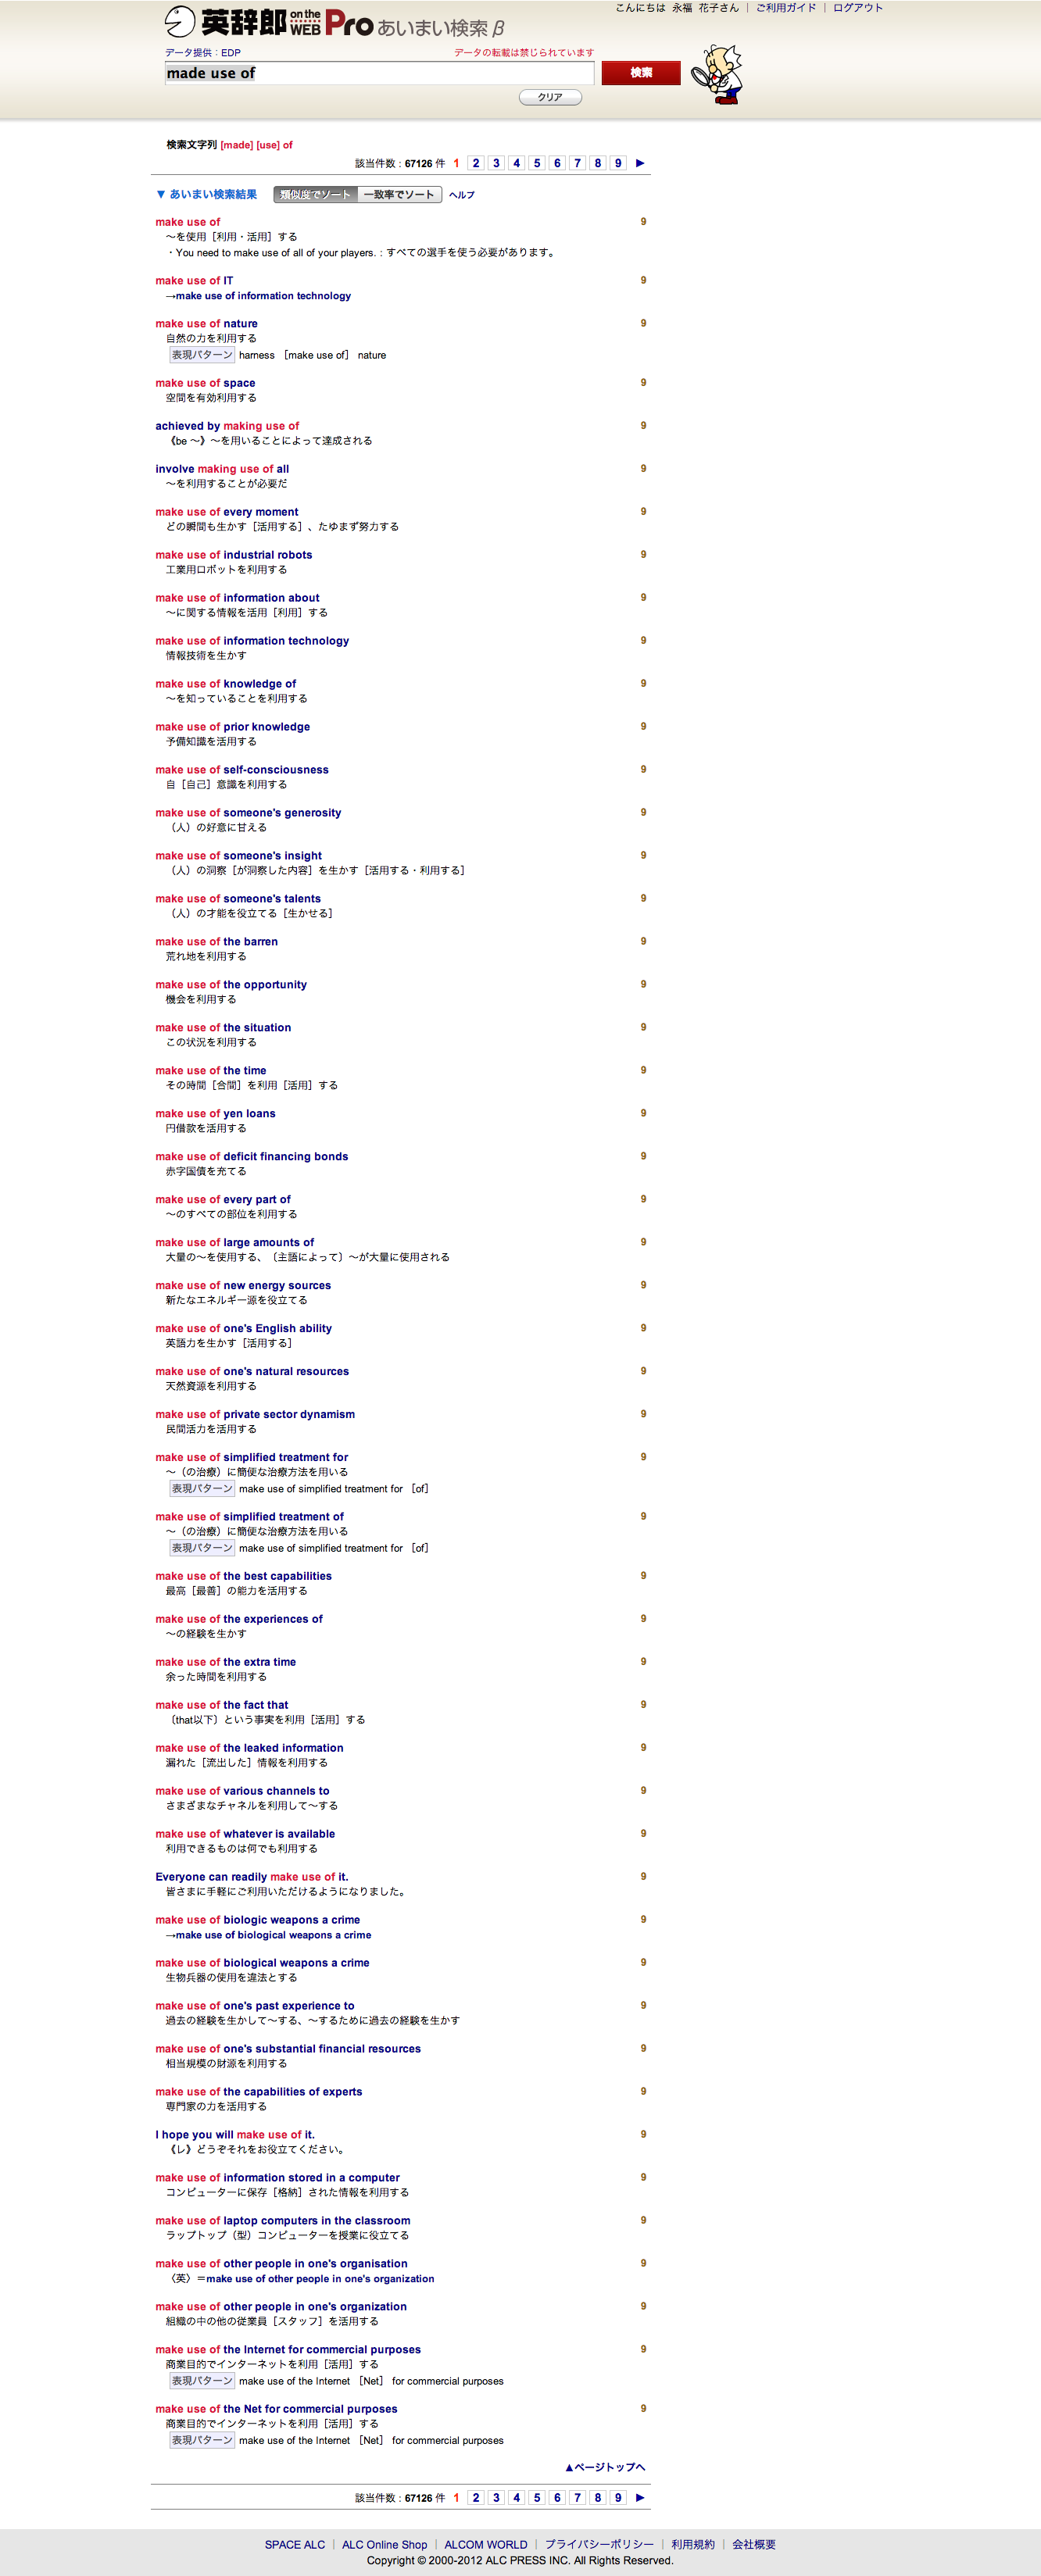 こんにちは 永福 花子さん | ご利用ガイド | ログアウト
英辞郎 on the WEB Pro あいまい検索 β
データ提供：EDP データの転載は禁じられています
made use of 検索
クリア
検索文字列 [made] [use] of
該当件数 : 67126 件 1 2 3 4 5 6 7 8 9 ▶
▼ あいまい検索結果 類似度でソート 一致率でソート ヘルプ
make use of 9
～を使用［利用・活用］する
・You need to make use of all of your players. : すべての選手を使う必要があります。
make use of IT 9
→make use of information technology
make use of nature 9
自然の力を利用する
表現パターン harness ［make use of］ nature
make use of space 9
空間を有効利用する
achieved by making use of 9
《be ～》～を用いることによって達成される
involve making use of all 9
～を利用することが必要だ
make use of every moment 9
どの瞬間も生かす［活用する］、たゆまず努力する
make use of industrial robots 9
工業用ロボットを利用する
make use of information about 9
～に関する情報を活用［利用］する
make use of information technology 9
情報技術を生かす
make use of knowledge of 9
～を知っていることを利用する
make use of prior knowledge 9
予備知識を活用する
make use of self-consciousness 9
自［自己］意識を利用する
make use of someone's generosity 9
（人）の好意に甘える
make use of someone's insight 9
（人）の洞察［が洞察した内容］を生かす［活用する・利用する］
make use of someone's talents 9
（人）の才能を役立てる［生かせる］
make use of the barren 9
荒れ地を利用する
make use of the opportunity 9
機会を利用する
make use of the situation 9
この状況を利用する
make use of the time 9
その時間［合間］を利用［活用］する
make use of yen loans 9
円借款を活用する
make use of deficit financing bonds 9
赤字国債を充てる
make use of every part of 9
～のすべての部位を利用する
make use of large amounts of 9
大量の～を使用する、〔主語によって〕～が大量に使用される
make use of new energy sources 9
新たなエネルギー源を役立てる
make use of one's English ability 9
英語力を生かす［活用する］
make use of one's natural resources 9
天然資源を利用する
make use of private sector dynamism 9
民間活力を活用する
make use of simplified treatment for 9
～（の治療）に簡便な治療方法を用いる
表現パターン make use of simplified treatment for ［of］
make use of simplified treatment of 9
～（の治療）に簡便な治療方法を用いる
表現パターン make use of simplified treatment for ［of］
make use of the best capabilities 9
最高［最善］の能力を活用する
make use of the experiences of 9
～の経験を生かす
make use of the extra time 9
余った時間を利用する
make use of the fact that 9
〔that以下〕という事実を利用［活用］する
make use of the leaked information 9
漏れた［流出した］情報を利用する
make use of various channels to 9
さまざまなチャネルを利用して～する
make use of whatever is available 9
利用できるものは何でも利用する
Everyone can readily make use of it. 9
皆さまに手軽にご利用いただけるようになりました。
make use of biologic weapons a crime 9
→make use of biological weapons a crime
make use of biological weapons a crime 9
生物兵器の使用を違法とする
make use of one's past experience to 9
過去の経験を生かして～する、～するために過去の経験を生かす
make use of one's substantial financial resources 9
相当規模の財源を利用する
make use of the capabilities of experts 9
専門家の力を活用する
I hope you will make use of it. 9
《レ》どうぞそれをお役立てください。
make use of information stored in a computer 9
コンピューターに保存［格納］された情報を利用する
make use of laptop computers in the classroom 9
ラップトップ（型）コンピューターを授業に役立てる
make use of other people in one's organisation 9
〈英〉＝make use of other people in one's organization
make use of other people in one's organization 9
組織の中の他の従業員［スタッフ］を活用する
make use of the Internet for commercial purposes 9
商業目的でインターネットを利用［活用］する
表現パターン make use of the Internet ［Net］ for commercial purposes
make use of the Net for commercial purposes 9
商業目的でインターネットを利用［活用］する
表現パターン make use of the Internet ［Net］ for commercial purposes
▲ページトップへ
該当件数 : 67126 件 1 2 3 4 5 6 7 8 9 ▶
SPACE ALC | ALC Online Shop | ALCOM WORLD | プライバシーポリシー | 利用規約 | 会社概要
Copyright © 2000-2012 ALC PRESS INC. All Rights Reserved.